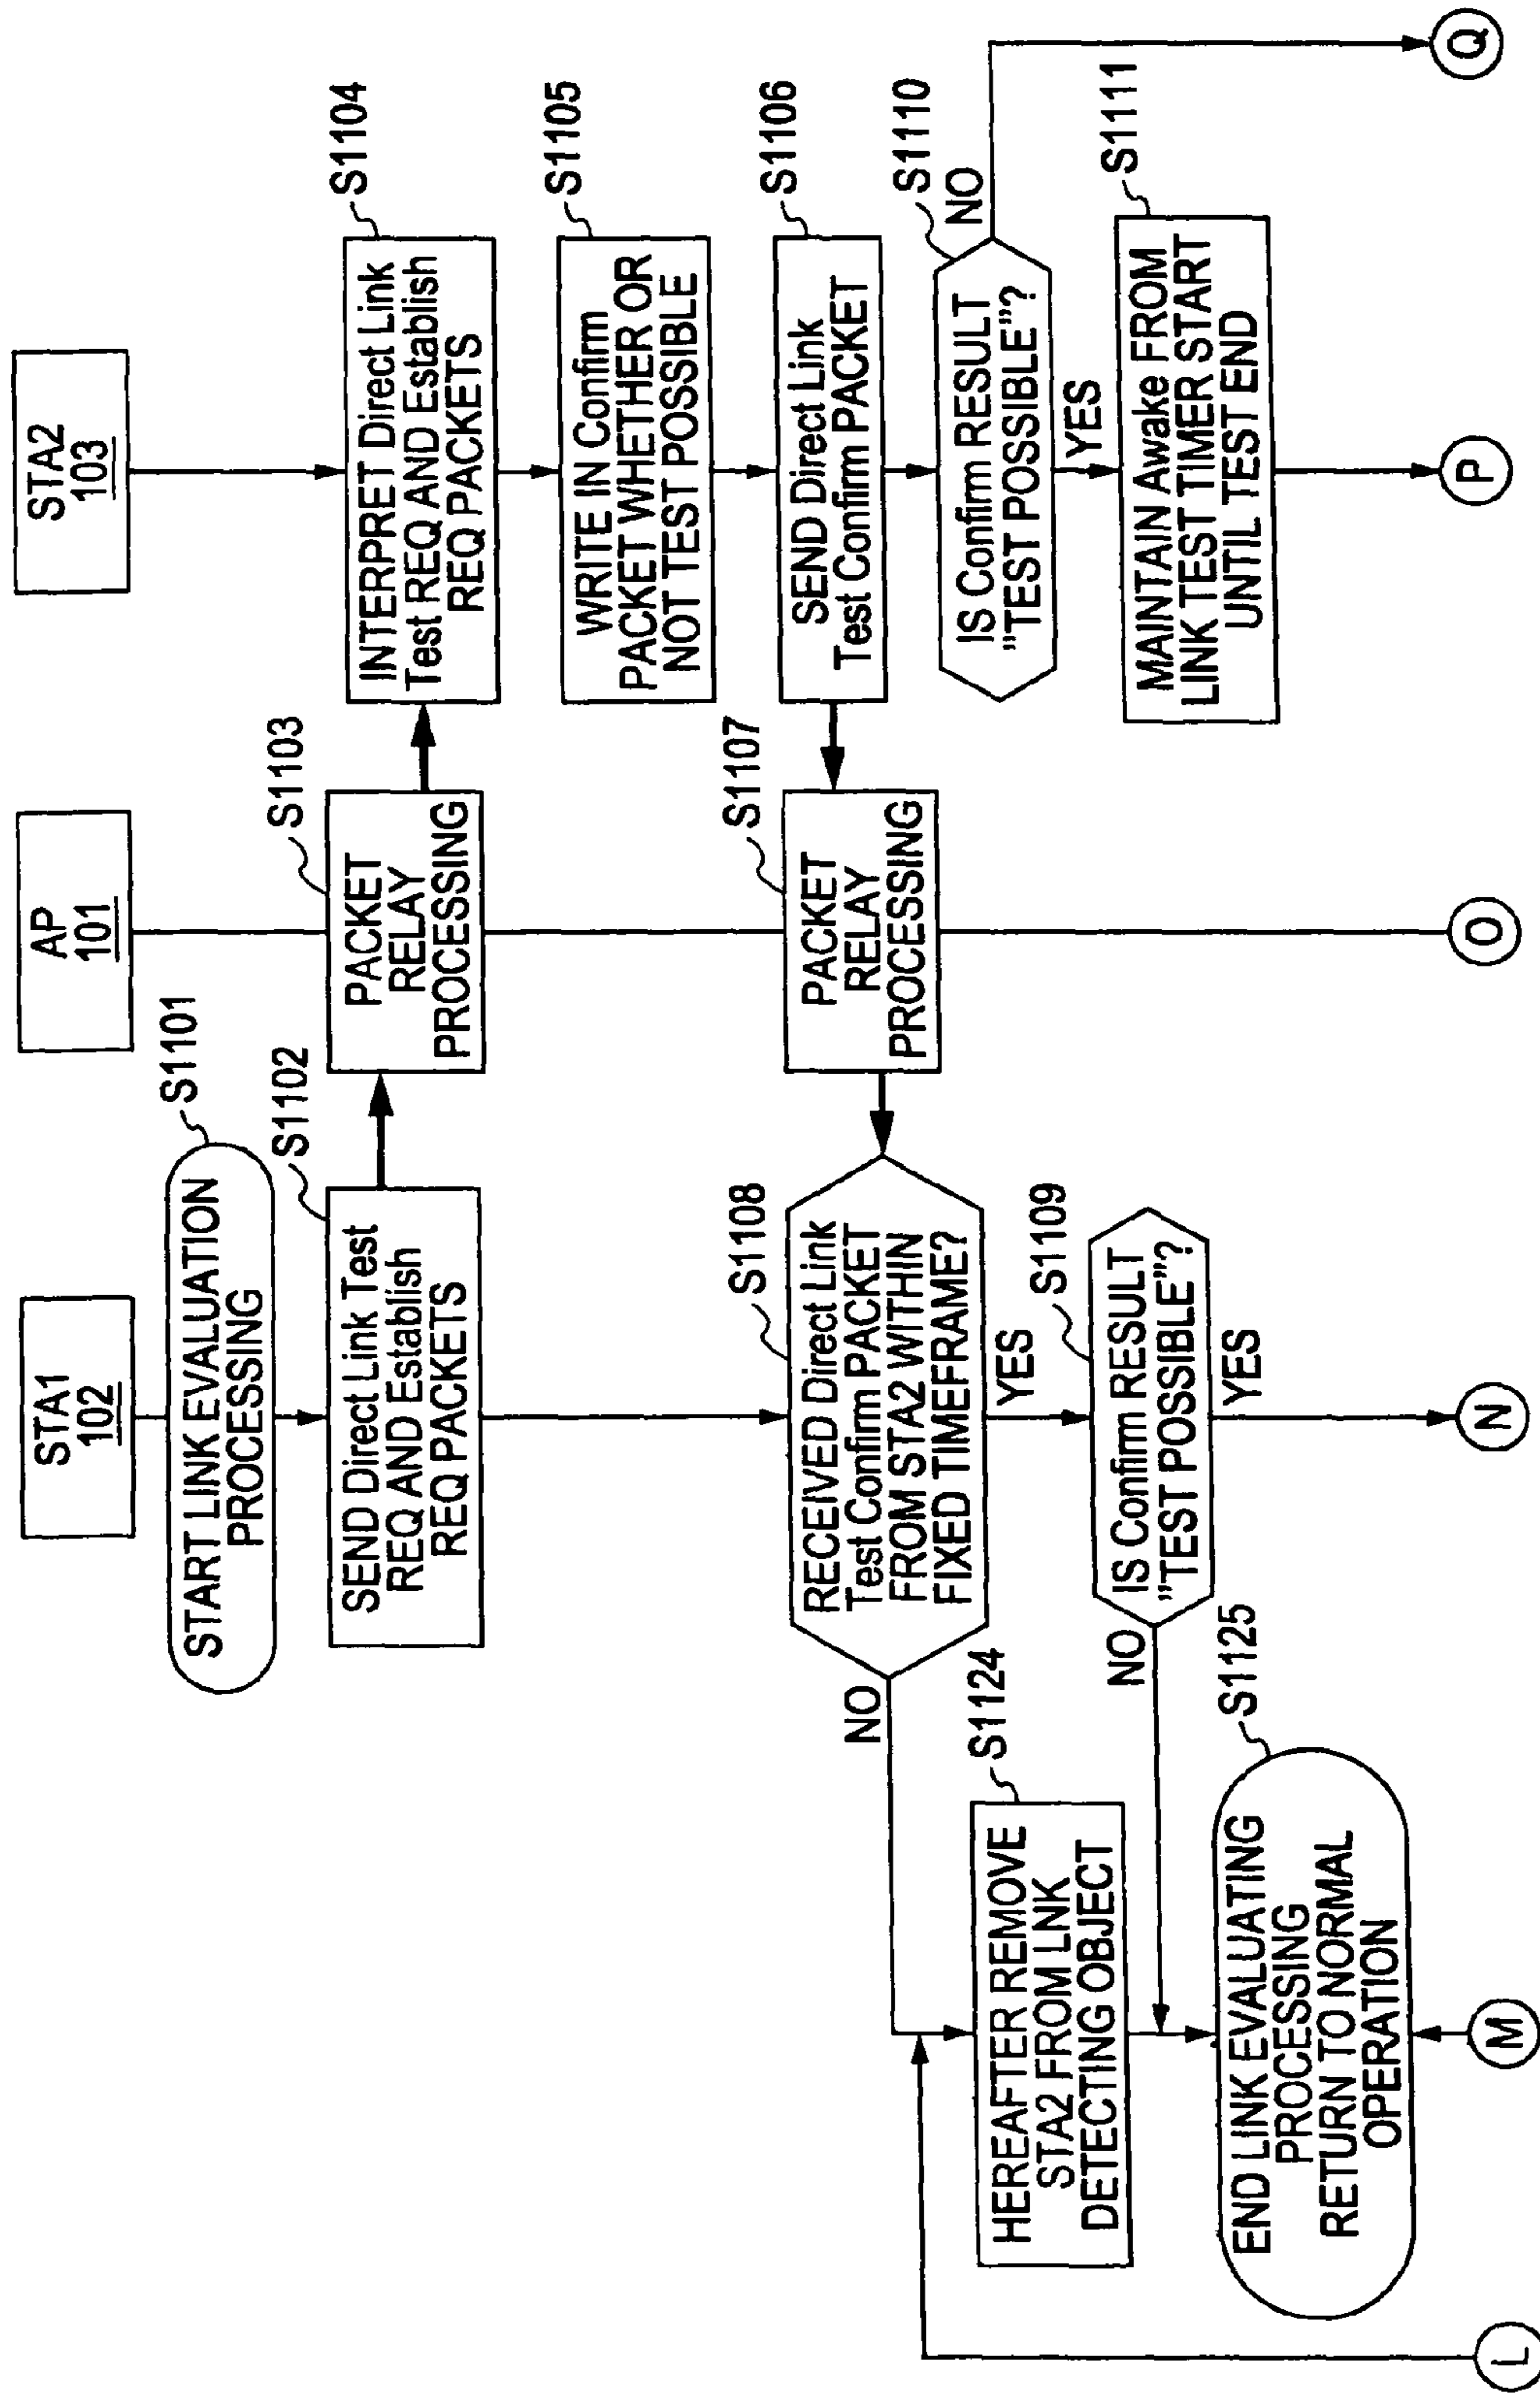 STA1
102
AP
101
STA2
103
START LINK EVALUATION
PROCESSING
S1101
SEND Direct Link Test
REQ AND Establish
REQ PACKETS
S1102
PACKET
RELAY
PROCESSING
S1103
INTERPRET Direct Link
Test REQ AND Establish
REQ PACKETS
S1104
WRITE IN Confirm
PACKET WHETHER OR
NOT TEST POSSIBLE
S1105
SEND Direct Link
Test Confirm PACKET
S1106
PACKET
RELAY
PROCESSING
S1107
RECEIVED Direct Link
Test Confirm PACKET
FROM STA2 WITHIN
FIXED TIMEFRAME?
S1108
NO
YES
IS Confirm RESULT
"TEST POSSIBLE"?
S1109
NO
YES
IS Confirm RESULT
"TEST POSSIBLE"?
S1110
NO
YES
MAINTAIN Awake FROM
LINK TEST TIMER START
UNTIL TEST END
S1111
HEREAFTER REMOVE
STA2 FROM LNK
DETECTING OBJECT
S1124
END LINK EVALUATING
PROCESSING
RETURN TO NORMAL
OPERATION
S1125
L
M
N
O
P
Q